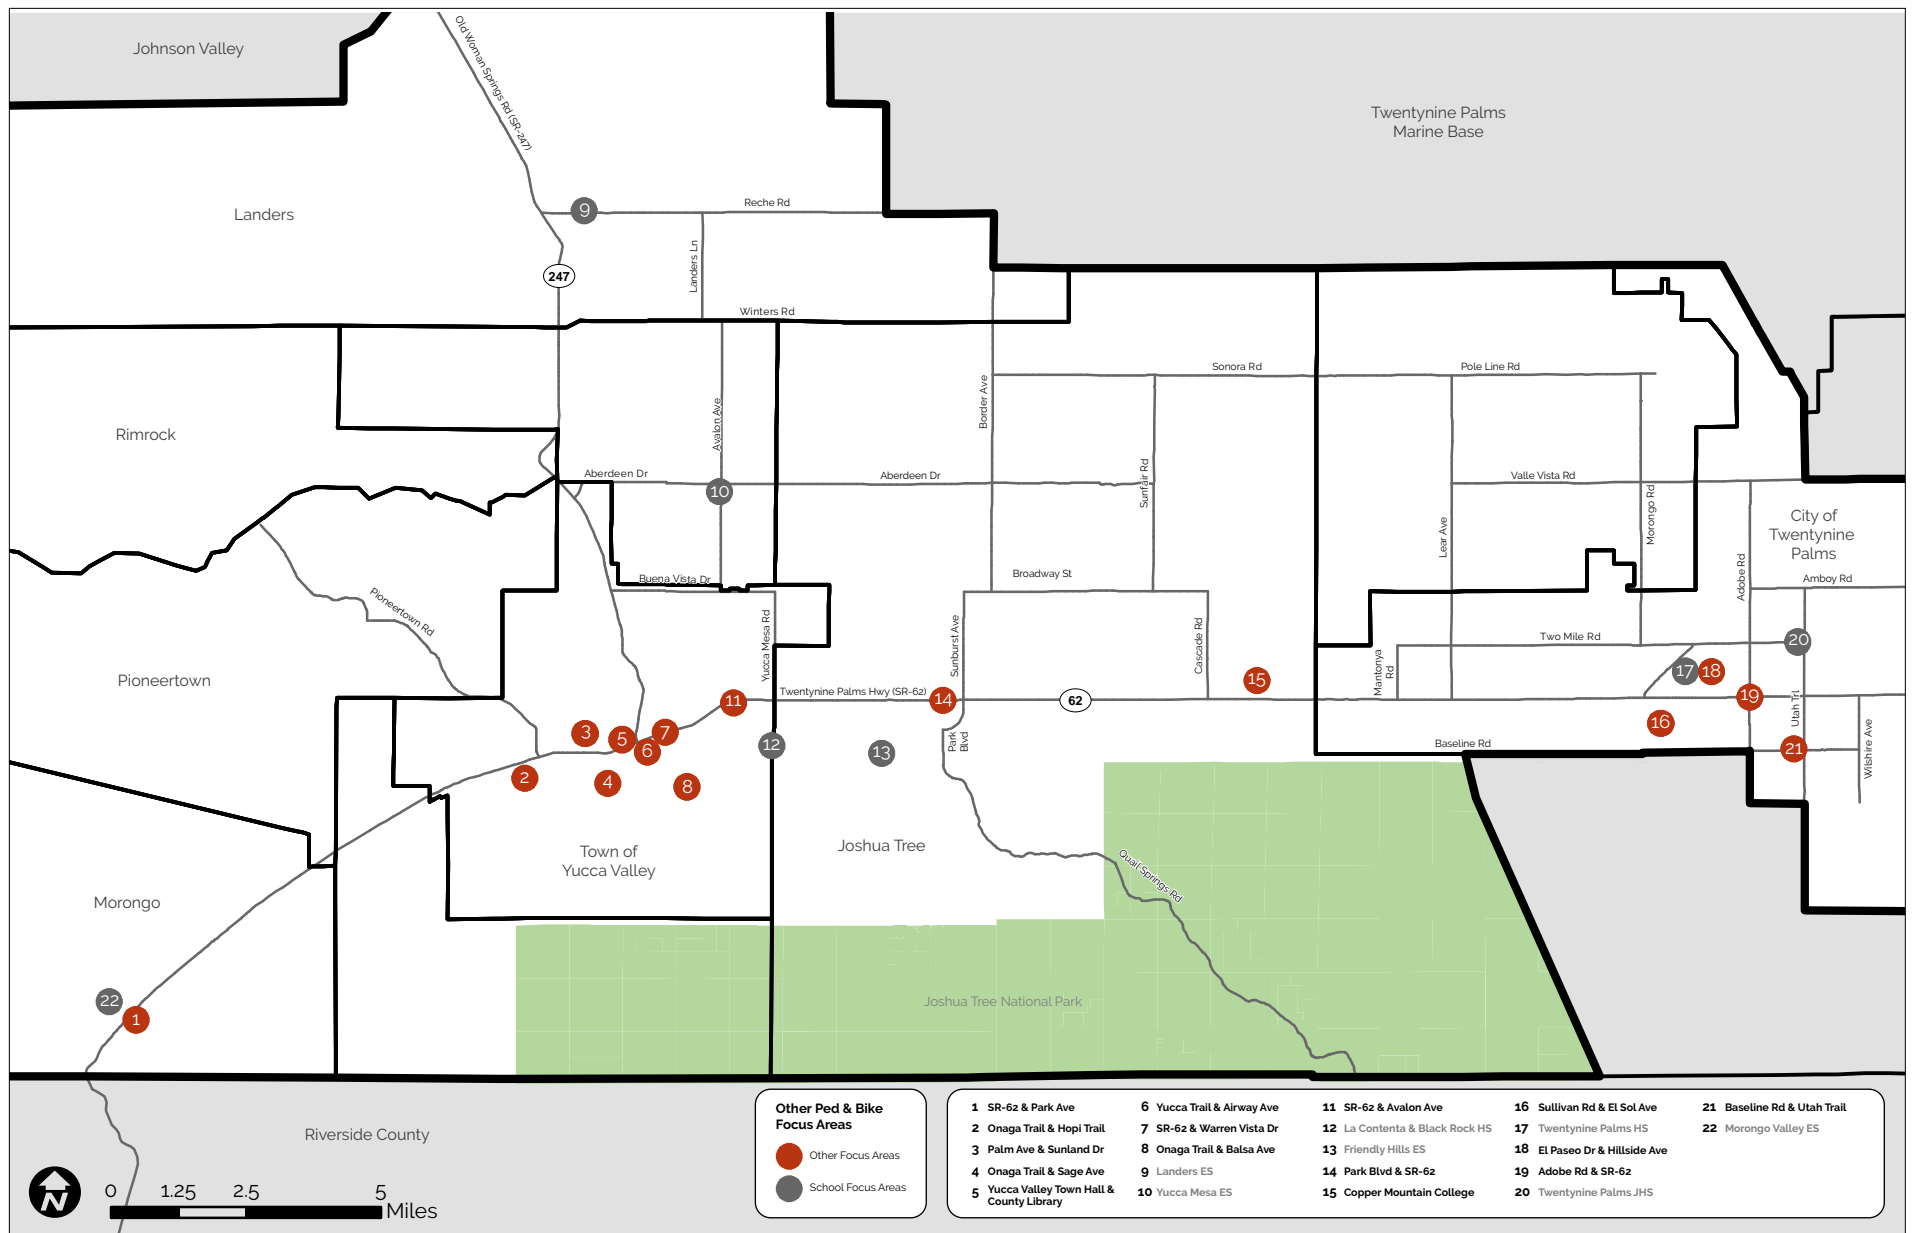 Johnson Valley
Old Woman Springs Rd (SR-247)
Twentynine Palms
Marine Base
Landers
9
Reche Rd
Landers Ln
247
Winters Rd
Rimrock
Avalon Ave
Border Ave
Sonora Rd
Pole Line Rd
Aberdeen Dr
10
Aberdeen Dr
Sunfair Rd
Valle Vista Rd
Lear Ave
Morongo Rd
Adobe Rd
City of
Twentynine
Palms
Amboy Rd
Pioneertown Rd
Buena Vista Dr
Yucca Mesa Rd
Broadway St
Sunburst Ave
Cascade Rd
Two Mile Rd
Mantonya
Rd
20
17
18
Pioneertown
Twentynine Palms Hwy (SR-62)
11
14
62
15
16
19
Utah Trl
21
Wilshire Ave
Baseline Rd
3
5
7
6
12
13
Park
Blvd
2
4
8
Town of
Yucca Valley
Joshua Tree
Quail Springs Rd
Morongo
22
1
Joshua Tree National Park
Riverside County
N
0 1.25 2.5 5
Miles
Other Ped & Bike
Focus Areas
Other Focus Areas
School Focus Areas
1 SR-62 & Park Ave
2 Onaga Trail & Hopi Trail
3 Palm Ave & Sunland Dr
4 Onaga Trail & Sage Ave
5 Yucca Valley Town Hall &
County Library
6 Yucca Trail & Airway Ave
7 SR-62 & Warren Vista Dr
8 Onaga Trail & Balsa Ave
9 Landers ES
10 Yucca Mesa ES
11 SR-62 & Avalon Ave
12 La Contenta & Black Rock HS
13 Friendly Hills ES
14 Park Blvd & SR-62
15 Copper Mountain College
16 Sullivan Rd & El Sol Ave
17 Twentynine Palms HS
18 El Paseo Dr & Hillside Ave
19 Adobe Rd & SR-62
20 Twentynine Palms JHS
21 Baseline Rd & Utah Trail
22 Morongo Valley ES